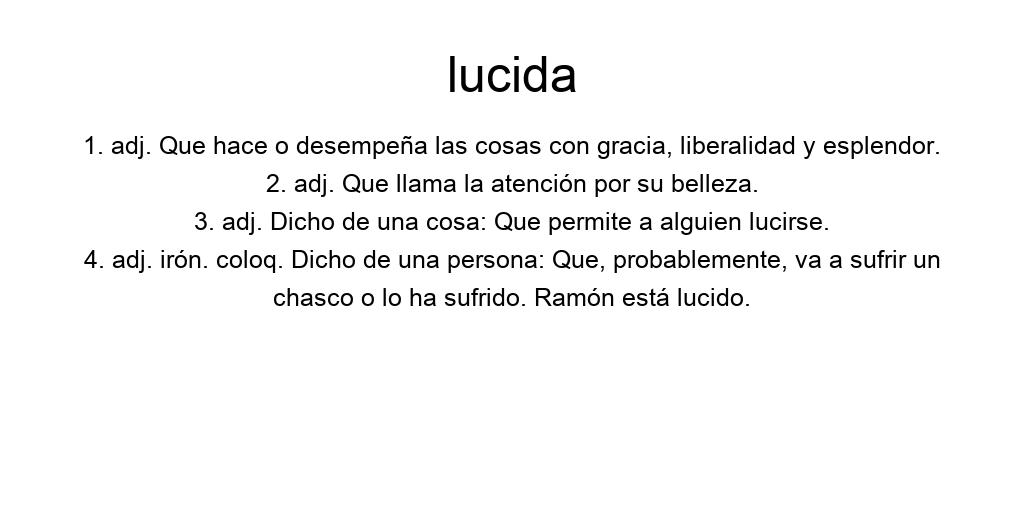 lucida
1. adj. Que hace o desempeña las cosas con gracia, liberalidad y esplendor.
2. adj. Que llama la atención por su belleza.
3. adj. Dicho de una cosa: Que permite a alguien lucirse.
4. adj. irón. coloq. Dicho de una persona: Que, probablemente, va a sufrir un
chasco o lo ha sufrido. Ramón está lucido.